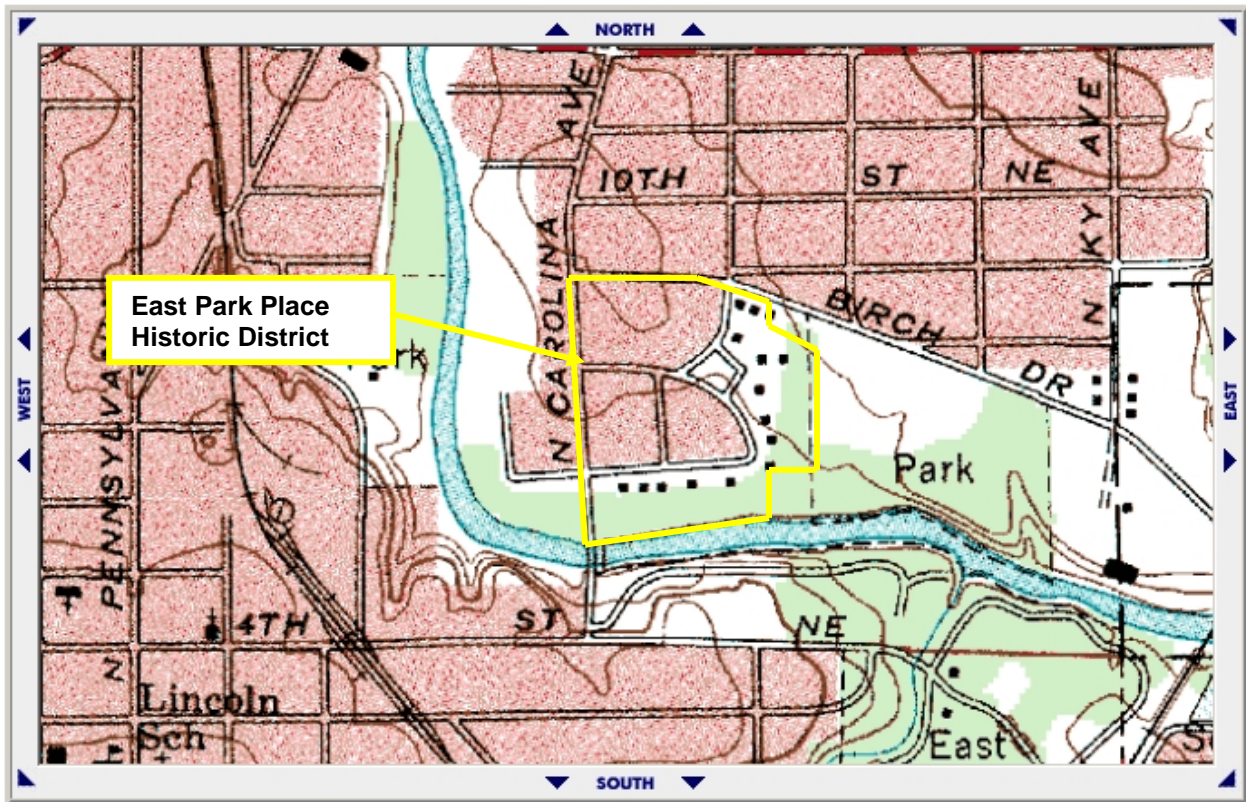 NORTH
AVE
N CAROLINA
10TH ST NE
N KY AVE
East Park Place
Historic District
BIRCH DR
WEST
EAST
N PENNSYLVA
rk
Park
4TH ST NE
Lincoln
Sch
East
SOUTH